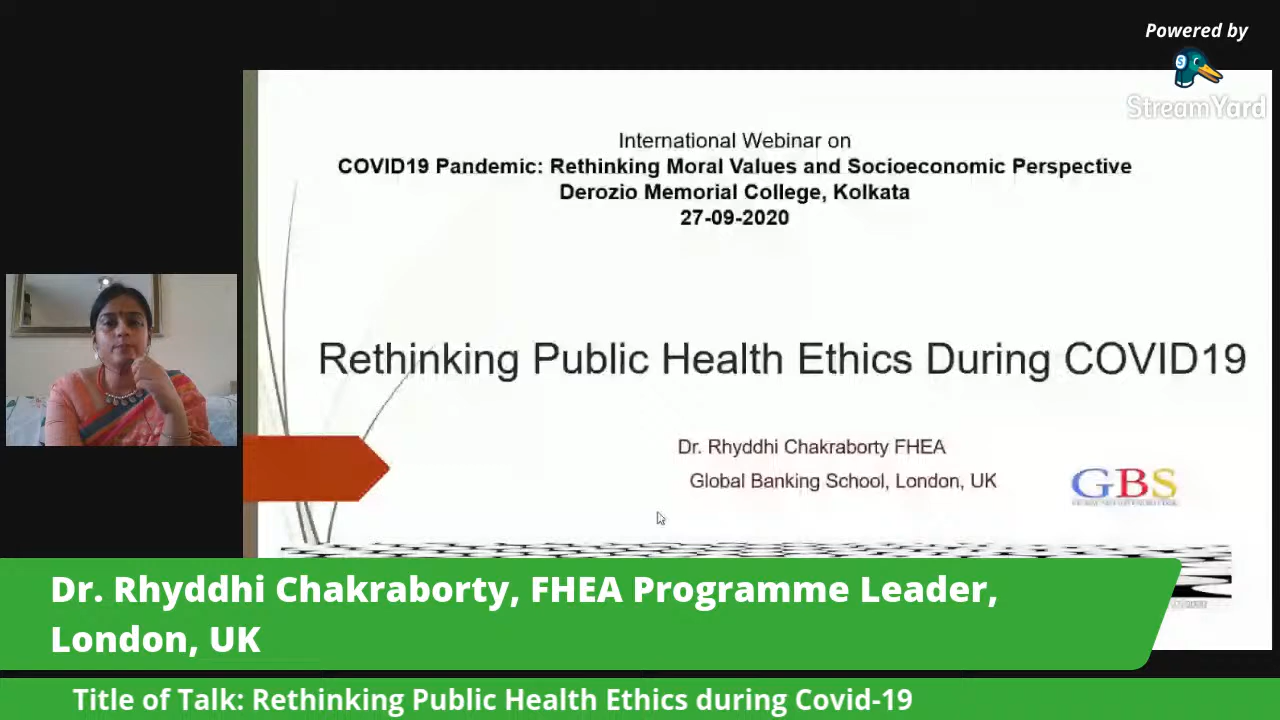 Powered by
StreamYard
International Webinar on
COVID19 Pandemic: Rethinking Moral Values and Socioeconomic Perspective
Derozio Memorial College, Kolkata
27-09-2020
Rethinking Public Health Ethics During COVID19
Dr. Rhyddhi Chakraborty FHEA
Global Banking School, London, UK
GBS
Dr. Rhyddhi Chakraborty, FHEA Programme Leader,
London, UK
Title of Talk: Rethinking Public Health Ethics during Covid-19